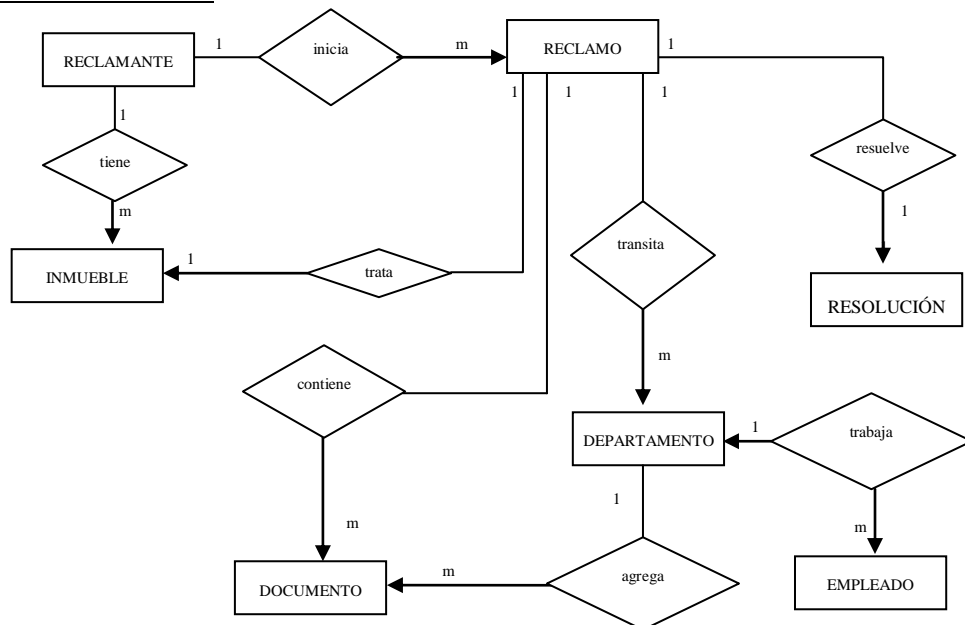 RECLAMANTE
1
inicia
m
RECLAMO
1
1
tiene
m
INMUEBLE
1
trata
1
1
1
transita
m
resuelve
1
RESOLUCIÓN
contiene
m
DEPARTAMENTO
1
trabaja
1
m
DOCUMENTO
m
agrega
m
EMPLEADO